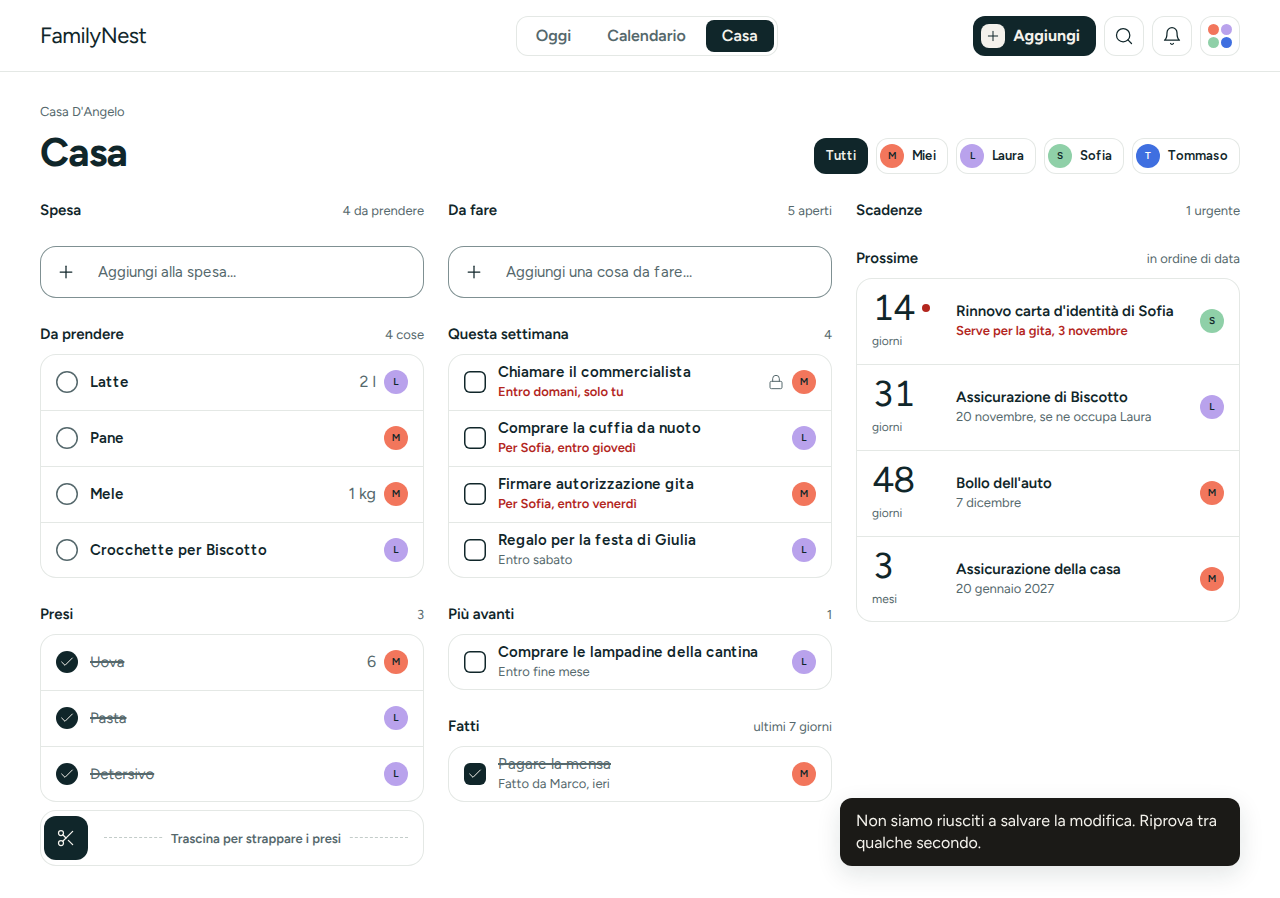 FamilyNest
Oggi
Calendario
Casa
Aggiungi
Casa D'Angelo
Casa
Tutti
M Miei
L Laura
S Sofia
T Tommaso
Spesa
4 da prendere
Aggiungi alla spesa...
Da prendere
4 cose
Latte
2 l
L
Pane
M
Mele
1 kg
M
Crocchette per Biscotto
L
Presi
3
Uova
6
M
Pasta
L
Detersivo
L
Trascina per strappare i presi
Da fare
5 aperti
Aggiungi una cosa da fare...
Questa settimana
4
Chiamare il commercialista
Entro domani, solo tu
M
Comprare la cuffia da nuoto
Per Sofia, entro giovedì
L
Firmare autorizzazione gita
Per Sofia, entro venerdì
M
Regalo per la festa di Giulia
Entro sabato
L
Più avanti
1
Comprare le lampadine della cantina
Entro fine mese
L
Fatti
ultimi 7 giorni
Pagare la mensa
Fatto da Marco, ieri
M
Scadenze
1 urgente
Prossime
in ordine di data
14
giorni
Rinnovo carta d'identità di Sofia
Serve per la gita, 3 novembre
S
31
giorni
Assicurazione di Biscotto
20 novembre, se ne occupa Laura
L
48
giorni
Bollo dell'auto
7 dicembre
M
3
mesi
Assicurazione della casa
20 gennaio 2027
M
Non siamo riusciti a salvare la modifica. Riprova tra
qualche secondo.